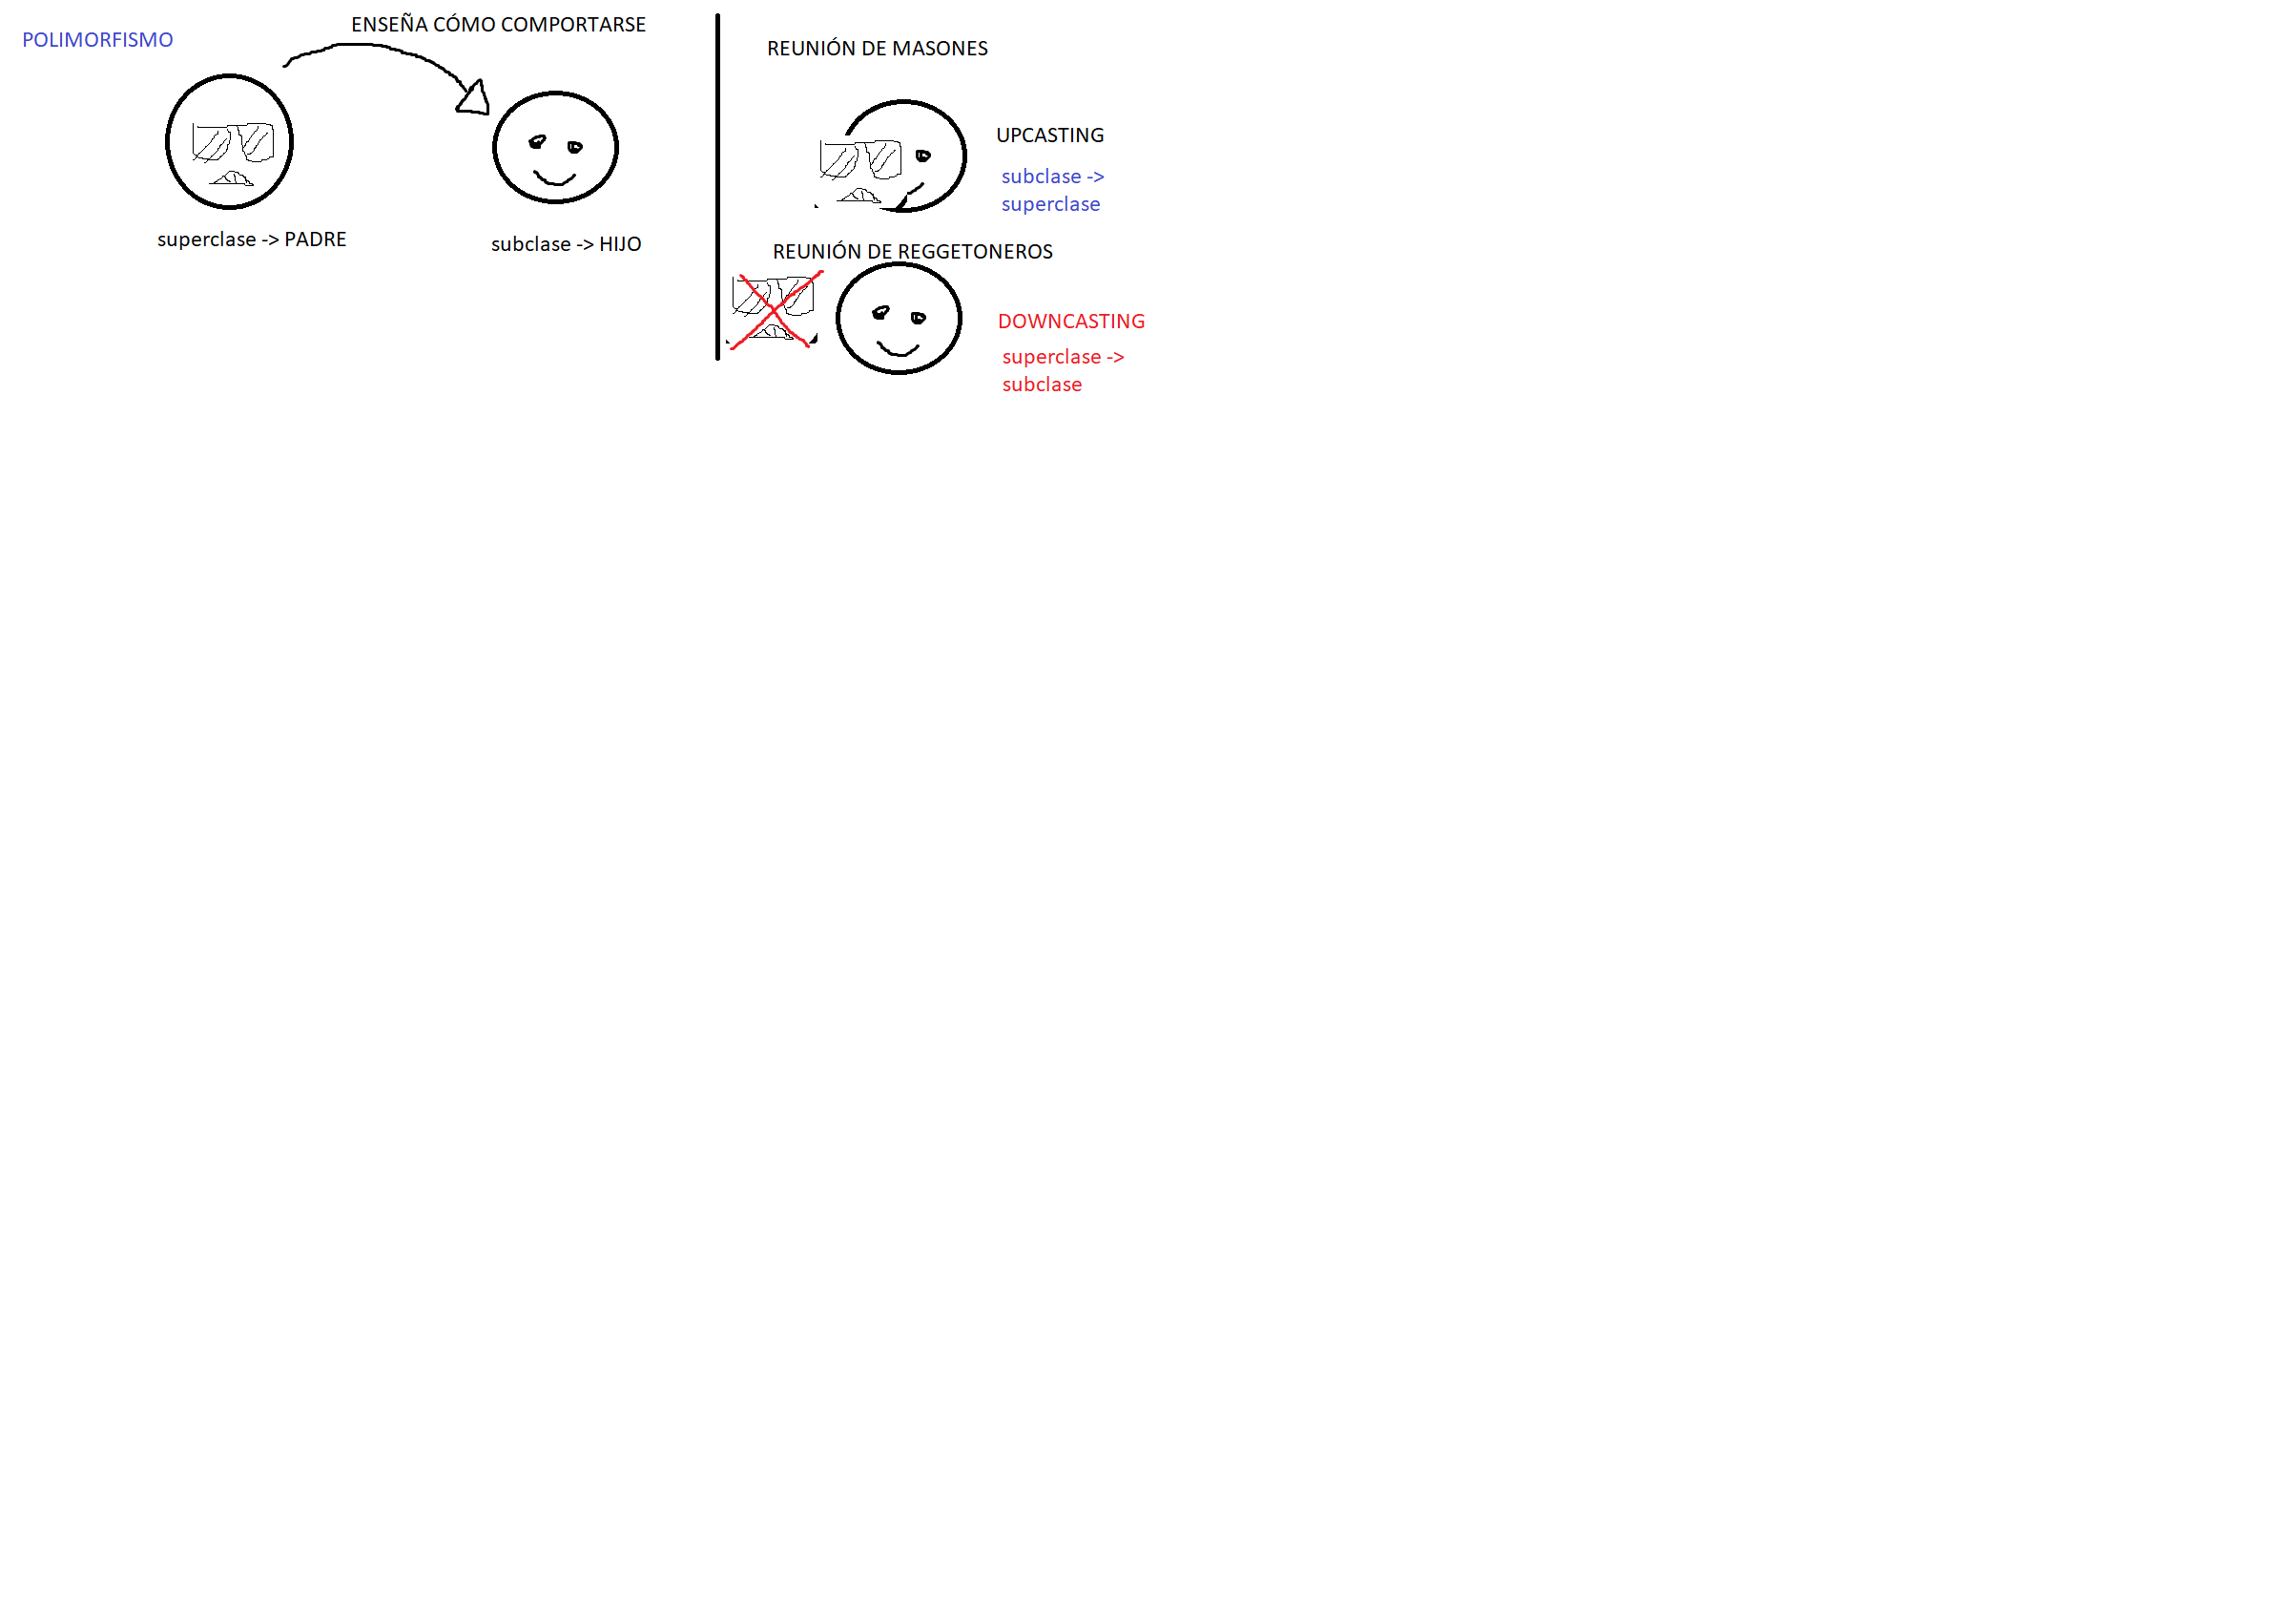 POLIMORFISMO
ENSEÑA CÓMO COMPORTARSE
superclase -> PADRE
subclase -> HIJO
REUNIÓN DE MASONES
UPCASTING
subclase ->
superclase
REUNIÓN DE REGGETONEROS
DOWNCASTING
superclase ->
subclase